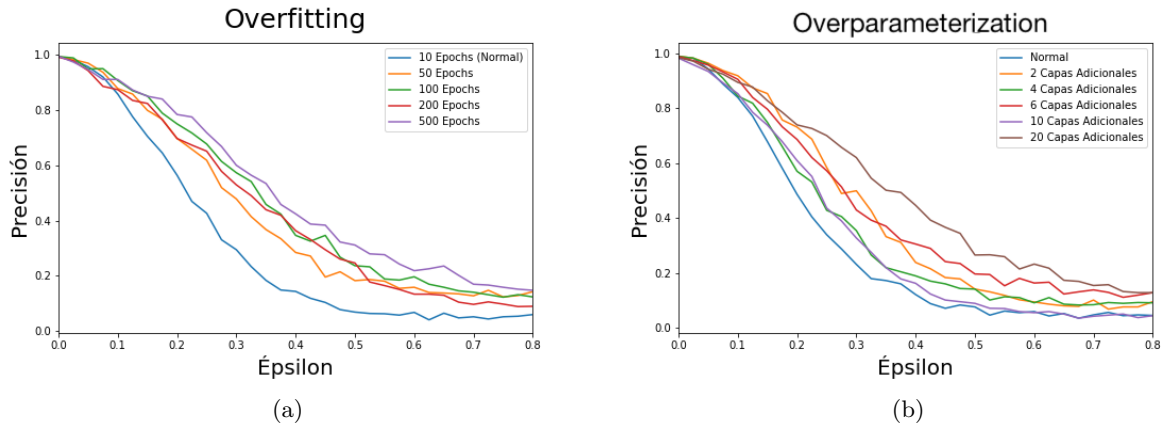 Overfitting
1.0
0.8
0.6
0.4
0.2
0.0
Precisión
10 Epochs (Normal)
50 Epochs
100 Epochs
200 Epochs
500 Epochs
0.0 0.1 0.2 0.3 0.4 0.5 0.6 0.7 0.8
Épsilon
(a)
Overparameterization
1.0
0.8
0.6
0.4
0.2
0.0
Precisión
Normal
2 Capas Adicionales
4 Capas Adicionales
6 Capas Adicionales
10 Capas Adicionales
20 Capas Adicionales
0.0 0.1 0.2 0.3 0.4 0.5 0.6 0.7 0.8
Épsilon
(b)